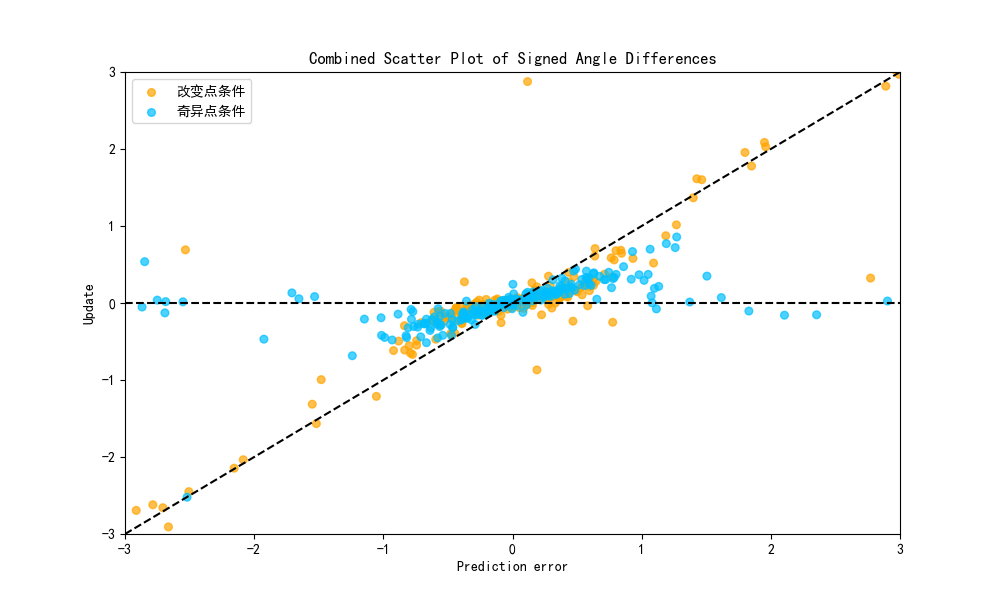 Combined Scatter Plot of Signed Angle Differences
改变点条件
奇异点条件
Update
3
2
1
0
−1
−2
−3
−3
−2
−1
0
1
2
3
Prediction error